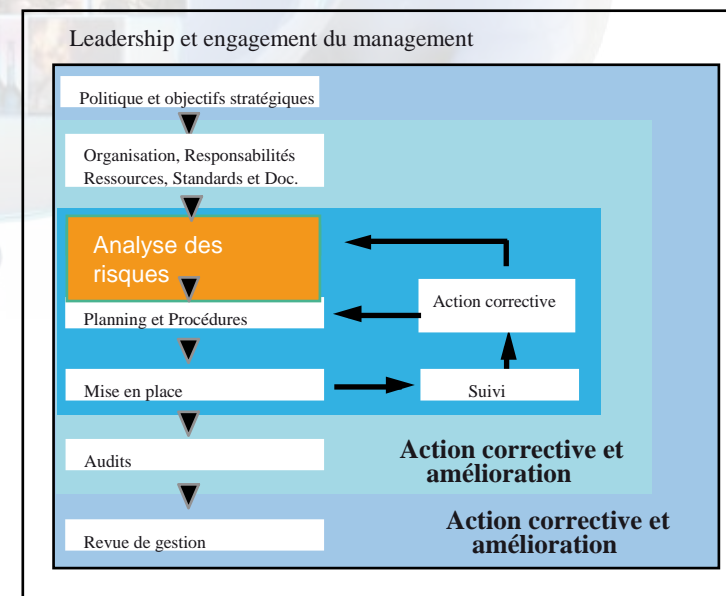 Leadership et engagement du management
Politique et objectifs stratégiques
Organisation, Responsabilités
Ressources, Standards et Doc.
Analyse des
risques
Planning et Procédures
Action corrective
Mise en place
Suivi
Audits
Action corrective et
amélioration
Revue de gestion
Action corrective et
amélioration